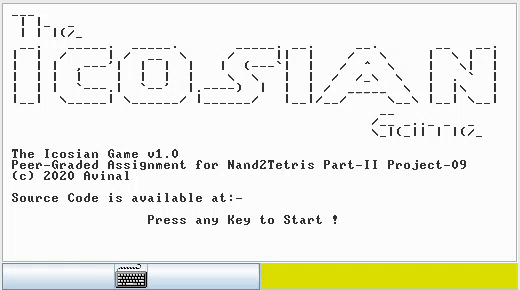 The
ICOSIAN
Game
The Icosian Game v1.0
Peer-Graded Assignment for Nand2Tetris Part-II Project-09
(c) 2020 Avinal
Source Code is available at:-
Press any Key to Start !